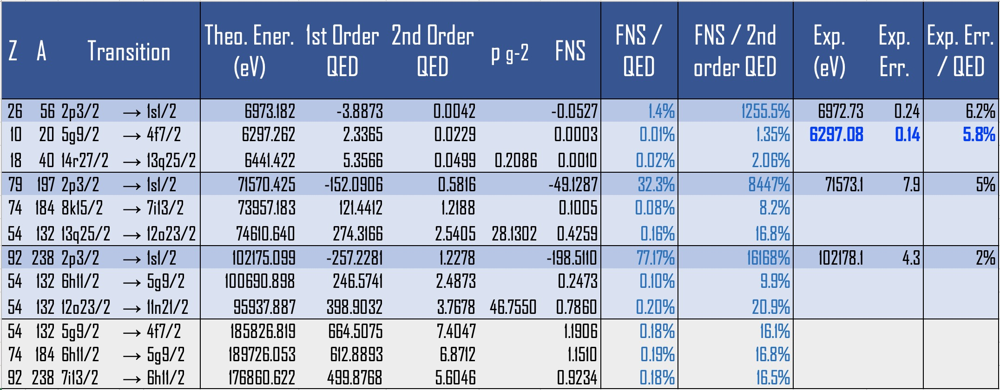 Z A Transition Theo. Ener. (eV) 1st Order QED 2nd Order QED p g-2 FNS FNS / QED FNS / 2nd order QED Exp. (eV) Exp. Err. Exp. Err. / QED
26 56 2p3/2 → 1s1/2 6973.182 -3.8873 0.0042 -0.0527 1.4% 1255.5% 6972.73 0.24 6.2%
10 20 5g9/2 → 4f7/2 6297.262 2.3365 0.0229 0.0003 0.01% 1.35% 6297.08 0.14 5.8%
18 40 14r27/2 → 13q25/2 6441.422 5.3566 0.0499 0.2086 0.0010 0.02% 2.06%
79 197 2p3/2 → 1s1/2 71570.425 -152.0906 0.5816 -49.1287 32.3% 8447% 71573.1 7.9 5%
74 184 8k15/2 → 7i13/2 73957.183 121.4412 1.2188 0.1005 0.08% 8.2%
54 132 13q25/2 → 12o23/2 74610.640 274.3166 2.5405 28.1302 0.4259 0.16% 16.8%
92 238 2p3/2 → 1s1/2 102175.099 -257.2281 1.2278 -198.5110 77.17% 16168% 102178.1 4.3 2%
54 132 6h11/2 → 5g9/2 100690.898 246.5741 2.4873 0.2473 0.10% 9.9%
54 132 12o23/2 → 11n21/2 95937.887 398.9032 3.7678 46.7550 0.7860 0.20% 20.9%
54 132 5g9/2 → 4f7/2 185826.819 664.5075 7.4047 1.1906 0.18% 16.1%
74 184 6h11/2 → 5g9/2 189726.053 612.8893 6.8712 1.1510 0.19% 16.8%
92 238 7i13/2 → 6h11/2 176860.622 499.8768 5.6046 0.9234 0.18% 16.5%